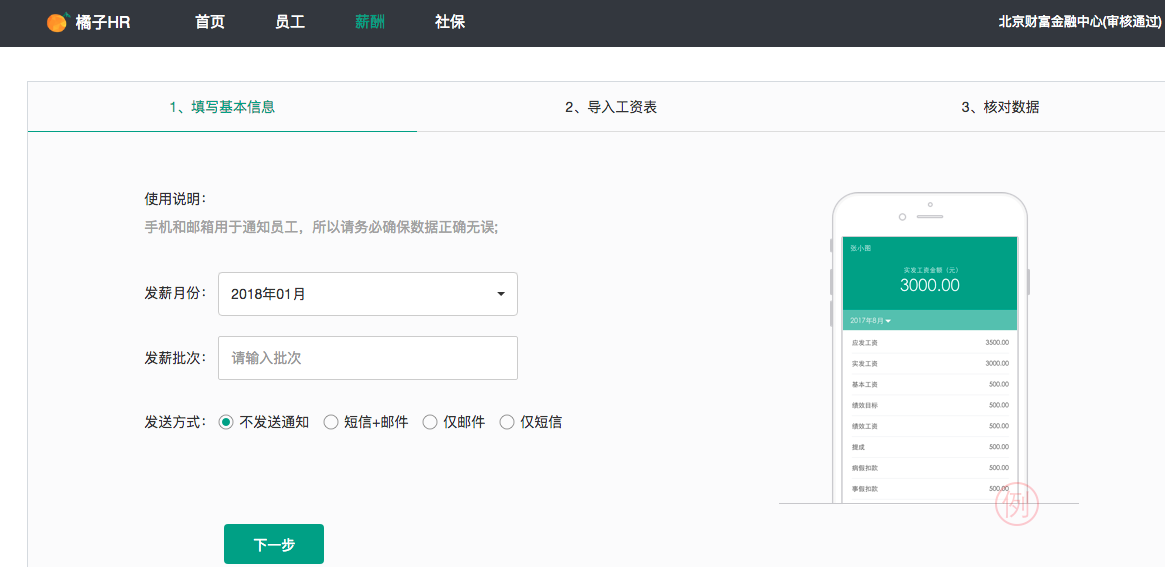 橘子HR 首页 员工 薪酬 社保 北京财富金融中心(审核通过)
1、填写基本信息 2、导入工资表 3、核对数据
使用说明：
手机和邮箱用于通知员工，所以请务必确保数据正确无误;
发薪月份： 2018年01月
发薪批次： 请输入批次
发送方式： 不发送通知 短信+邮件 仅邮件 仅短信
下一步
张小图
实发工资金额（元）
3000.00
2017年8月
应发工资 3500.00
实发工资 3000.00
基本工资 500.00
绩效目标 500.00
绩效工资 500.00
提成 500.00
病假扣款 500.00
事假扣款 500.00
例